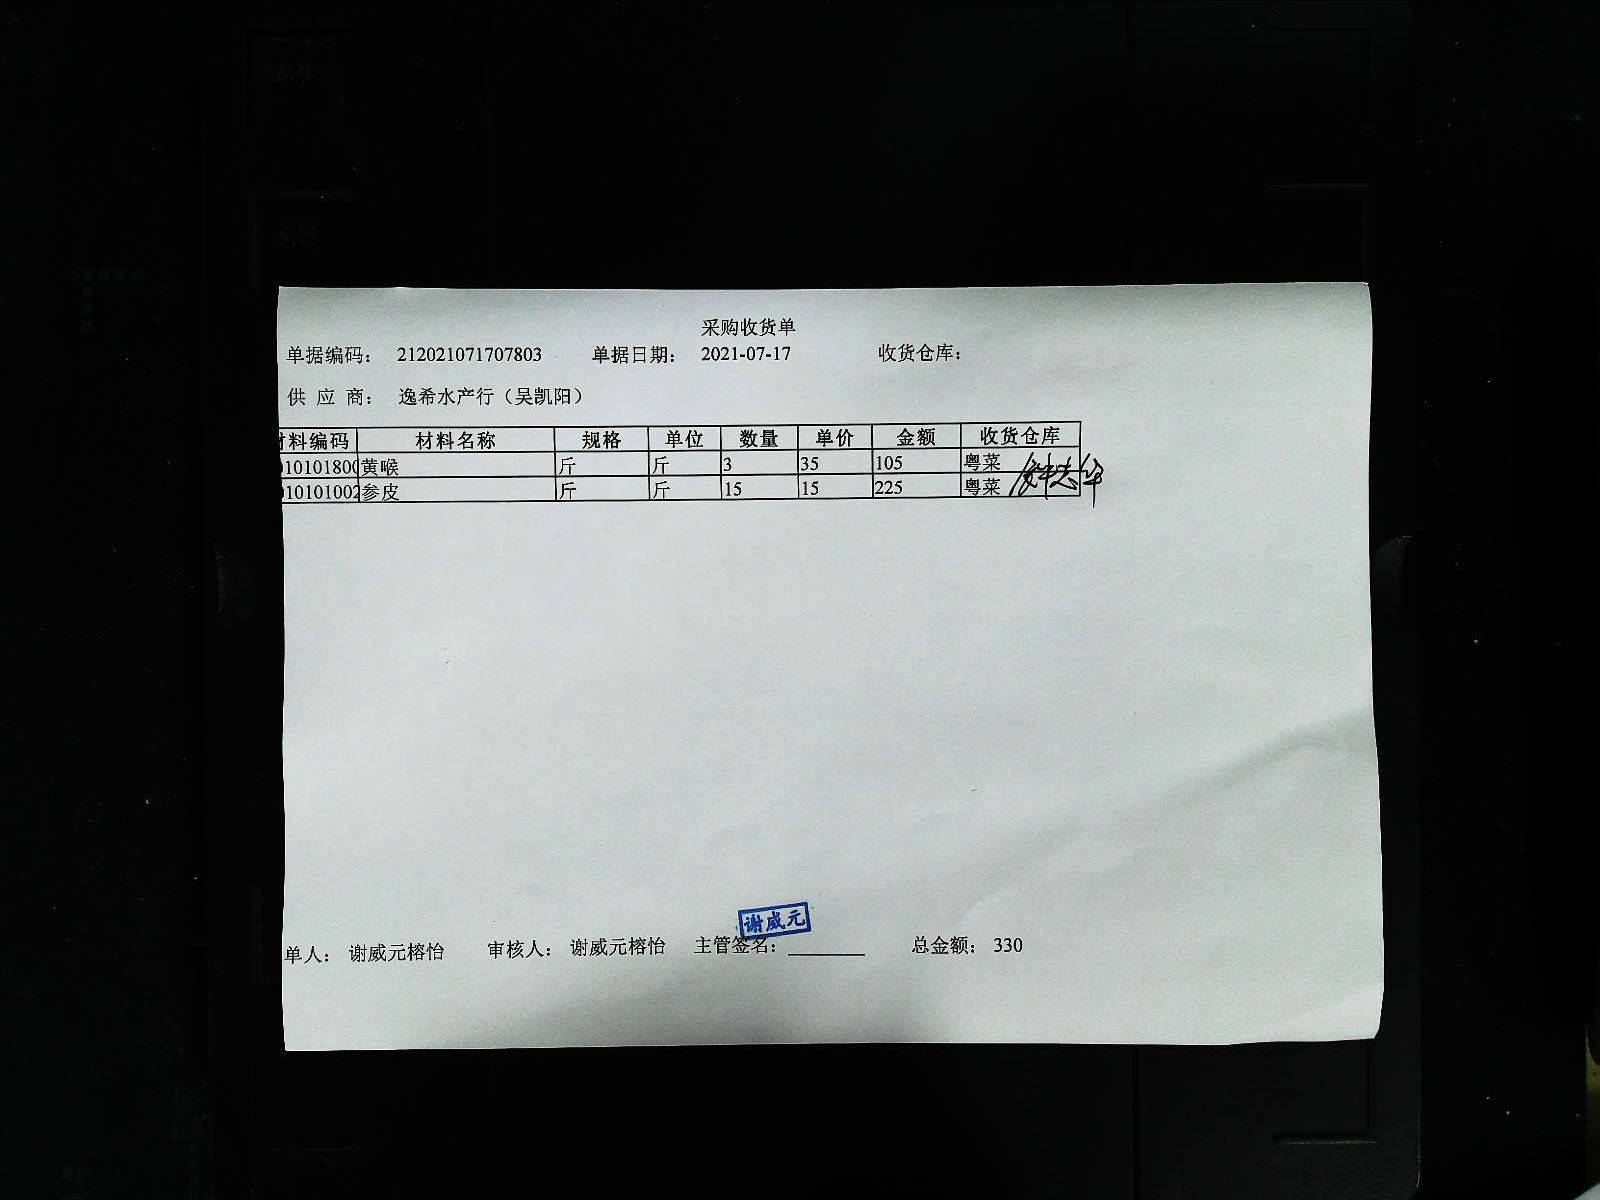 采购收货单
单据编码： 212021071707803 单据日期： 2021-07-17 收货仓库：
供 应 商： 逸希水产行（吴凯阳）
材料编码 材料名称 规格 单位 数量 单价 金额 收货仓库
10101800 黄喉 斤 斤 3 35 105 粤菜
10101002 参皮 斤 斤 15 15 225 粤菜
谢威元
单人： 谢威元榕怡 审核人： 谢威元榕怡 主管签名： 总金额： 330